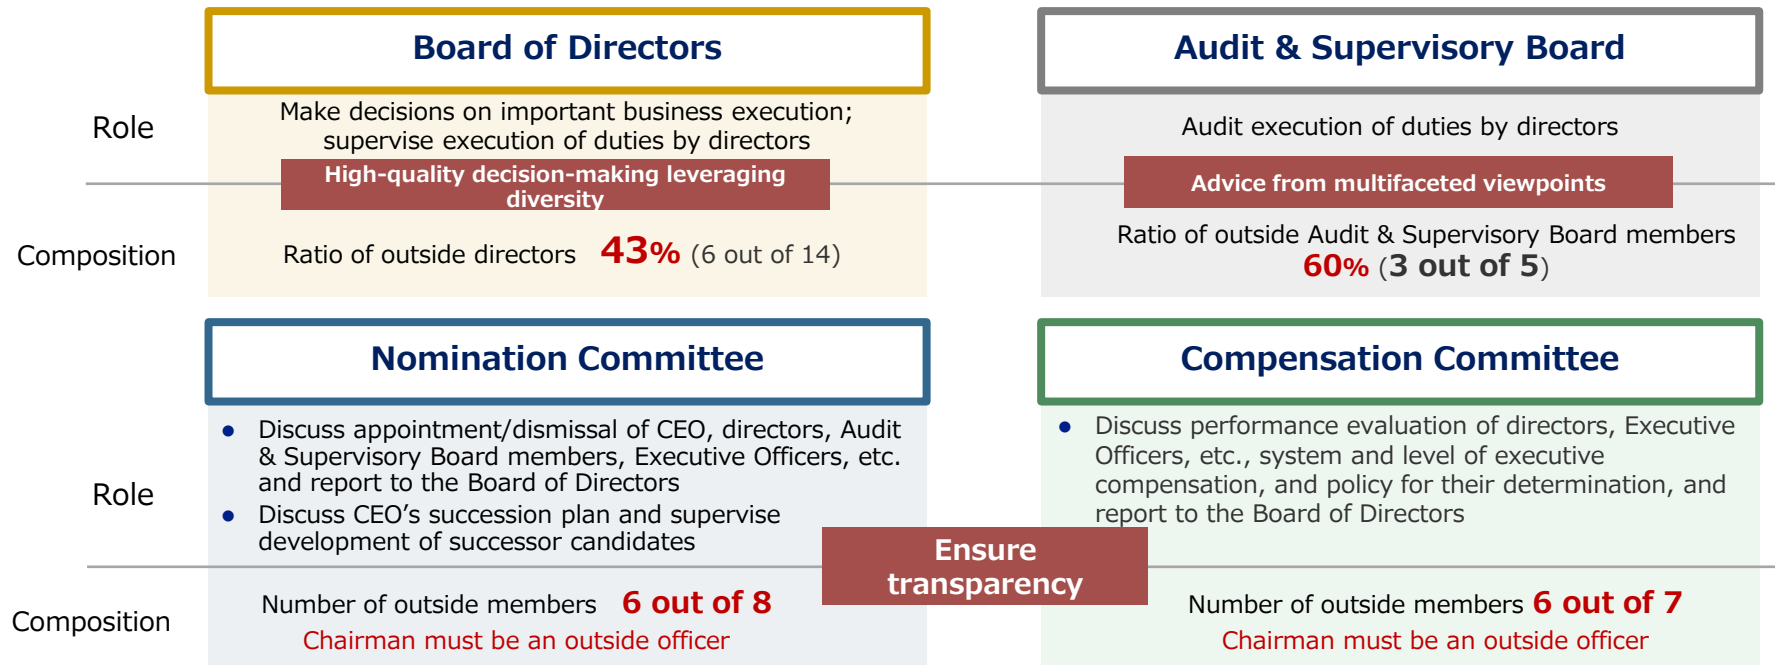 Board of Directors
Audit & Supervisory Board
Role
Make decisions on important business execution;
supervise execution of duties by directors
Audit execution of duties by directors
High-quality decision-making leveraging
diversity
Advice from multifaceted viewpoints
Composition
Ratio of outside directors 43% (6 out of 14)
Ratio of outside Audit & Supervisory Board members
60% (3 out of 5)
Nomination Committee
Compensation Committee
Role
● Discuss appointment/dismissal of CEO, directors, Audit
& Supervisory Board members, Executive Officers, etc.
and report to the Board of Directors
● Discuss CEO’s succession plan and supervise
development of successor candidates
● Discuss performance evaluation of directors, Executive
Officers, etc., system and level of executive
compensation, and policy for their determination, and
report to the Board of Directors
Ensure
transparency
Composition
Number of outside members 6 out of 8
Chairman must be an outside officer
Number of outside members 6 out of 7
Chairman must be an outside officer